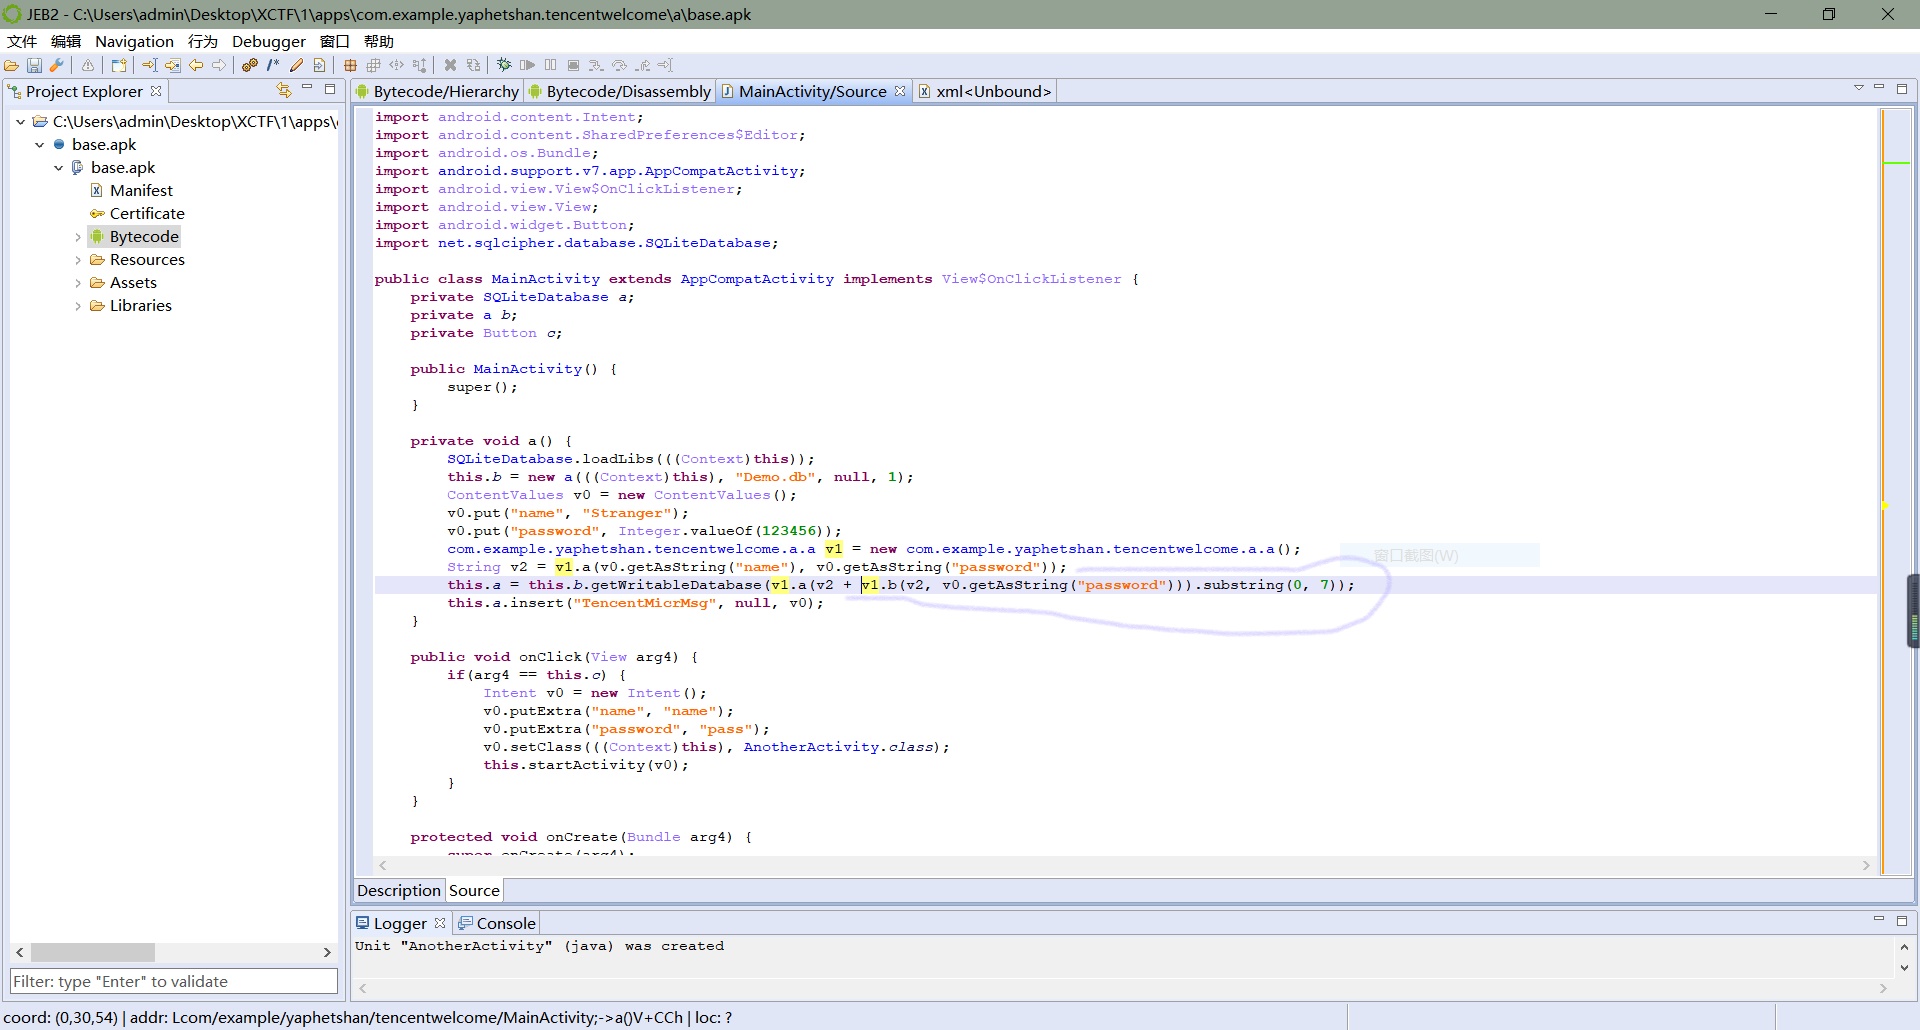 JEB2 - C:\Users\admin\Desktop\XCTF\1\apps\com.example.yaphetshan.tencentwelcome\a\base.apk
文件 编辑 Navigation 行为 Debugger 窗口 帮助
Project Explorer
C:\Users\admin\Desktop\XCTF\1\apps\
base.apk
base.apk
Manifest
Certificate
Bytecode
Resources
Assets
Libraries
Filter: type "Enter" to validate
Bytecode/Hierarchy Bytecode/Disassembly MainActivity/Source xml<Unbound>
import android.content.Intent;
import android.content.SharedPreferences$Editor;
import android.os.Bundle;
import android.support.v7.app.AppCompatActivity;
import android.view.View$OnClickListener;
import android.view.View;
import android.widget.Button;
import net.sqlcipher.database.SQLiteDatabase;
public class MainActivity extends AppCompatActivity implements View$OnClickListener {
private SQLiteDatabase a;
private a b;
private Button c;
public MainActivity() {
super();
}
private void a() {
SQLiteDatabase.loadLibs(((Context)this));
this.b = new a(((Context)this), "Demo.db", null, 1);
ContentValues v0 = new ContentValues();
v0.put("name", "Stranger");
v0.put("password", Integer.valueOf(123456));
com.example.yaphetshan.tencentwelcome.a.a v1 = new com.example.yaphetshan.tencentwelcome.a.a();
String v2 = v1.a(v0.getAsString("name"), v0.getAsString("password"));
this.a = this.b.getWritableDatabase(v1.a(v2 + v1.b(v2, v0.getAsString("password"))).substring(0, 7));
this.a.insert("TencentMicrMsg", null, v0);
}
窗口截图(W)
public void onClick(View arg4) {
if(arg4 == this.c) {
Intent v0 = new Intent();
v0.putExtra("name", "name");
v0.putExtra("password", "pass");
v0.setClass(((Context)this), AnotherActivity.class);
this.startActivity(v0);
}
}
protected void onCreate(Bundle arg4) {
super.onCreate(arg4);
Description Source
Logger Console
Unit "AnotherActivity" (java) was created
coord: (0,30,54) | addr: Lcom/example/yaphetshan/tencentwelcome/MainActivity;->a()V+CCh | loc: ?